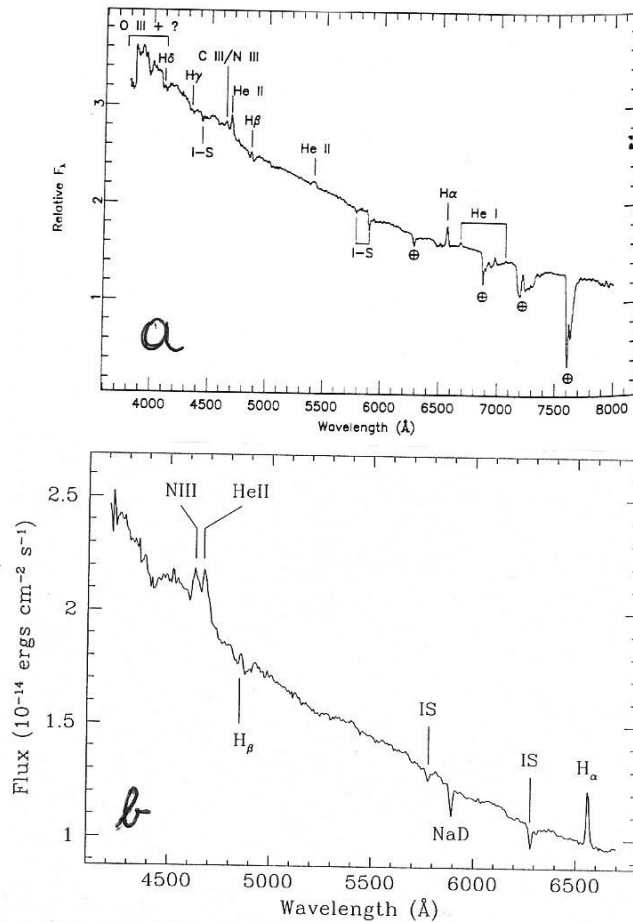 O III + ?
Hδ
Hγ
C III/N III
He II
Hβ
I-S
He II
Hα
He I
I-S
⊕
⊕
⊕
⊕
3
2
1
Relative Fλ
a
4000 4500 5000 5500 6000 6500 7000 7500 8000
Wavelength (Å)
NIII HeII
Hβ
IS
NaD
IS
Hα
2.5
2
1.5
1
Flux (10⁻¹⁴ ergs cm⁻² s⁻¹)
b
4500 5000 5500 6000 6500
Wavelength (Å)